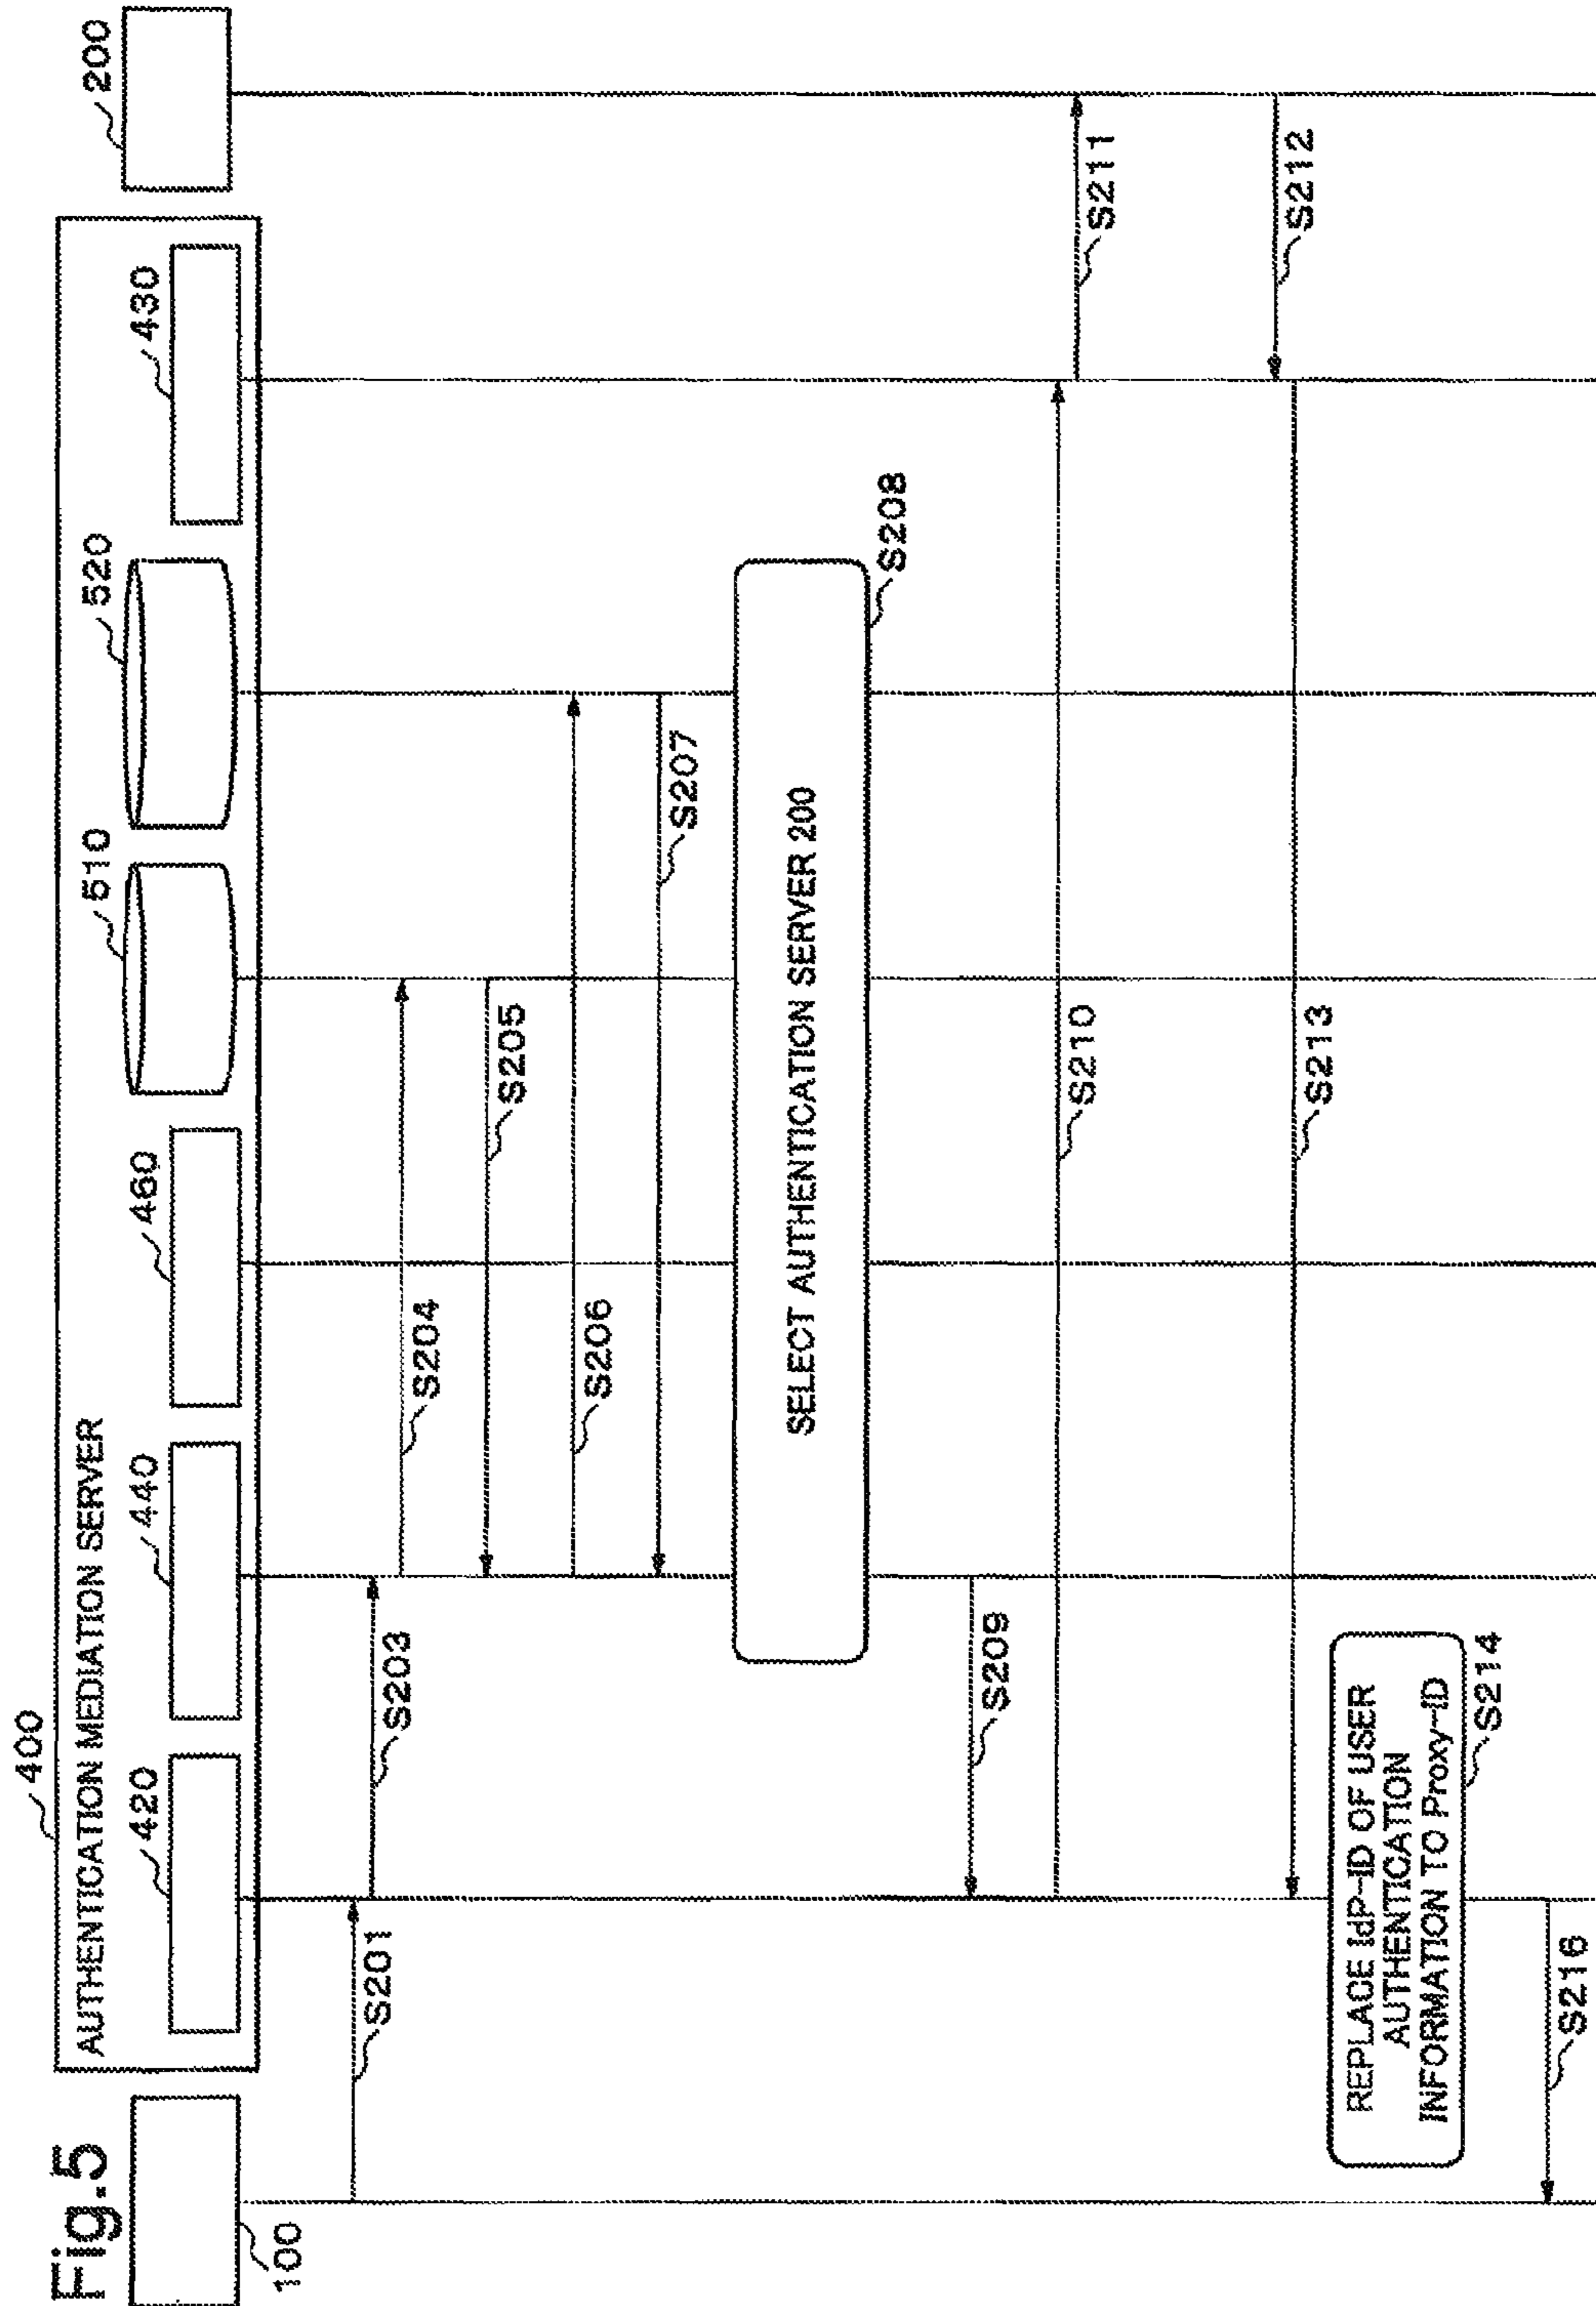 Fig.5
400
AUTHENTICATION MEDIATION SERVER
100
420
440
460
510
520
430
200
S201
S203
S204
S205
S206
S207
SELECT AUTHENTICATION SERVER 200
S208
S209
S210
S211
S212
S213
REPLACE IdP-ID OF USER
AUTHENTICATION
INFORMATION TO Proxy-ID
S214
S216